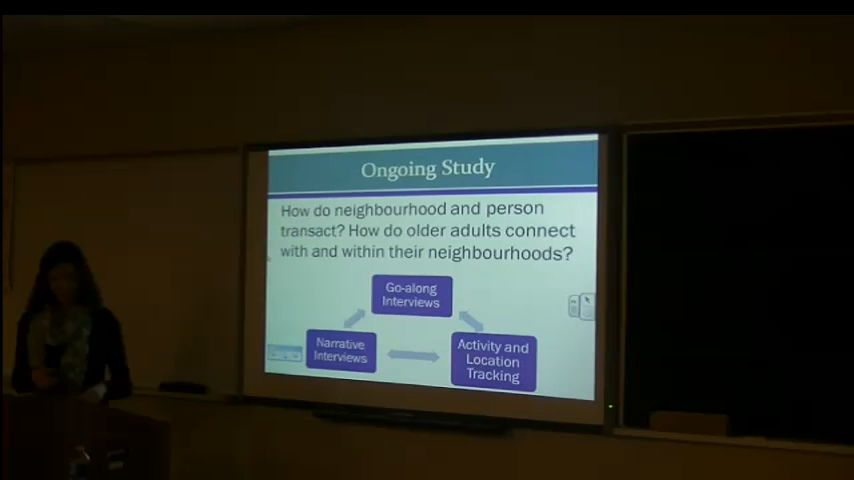 Ongoing Study
How do neighbourhood and person
transact? How do older adults connect
with and within their neighbourhoods?
Go-along
Interviews
Narrative
Interviews
Activity and
Location
Tracking